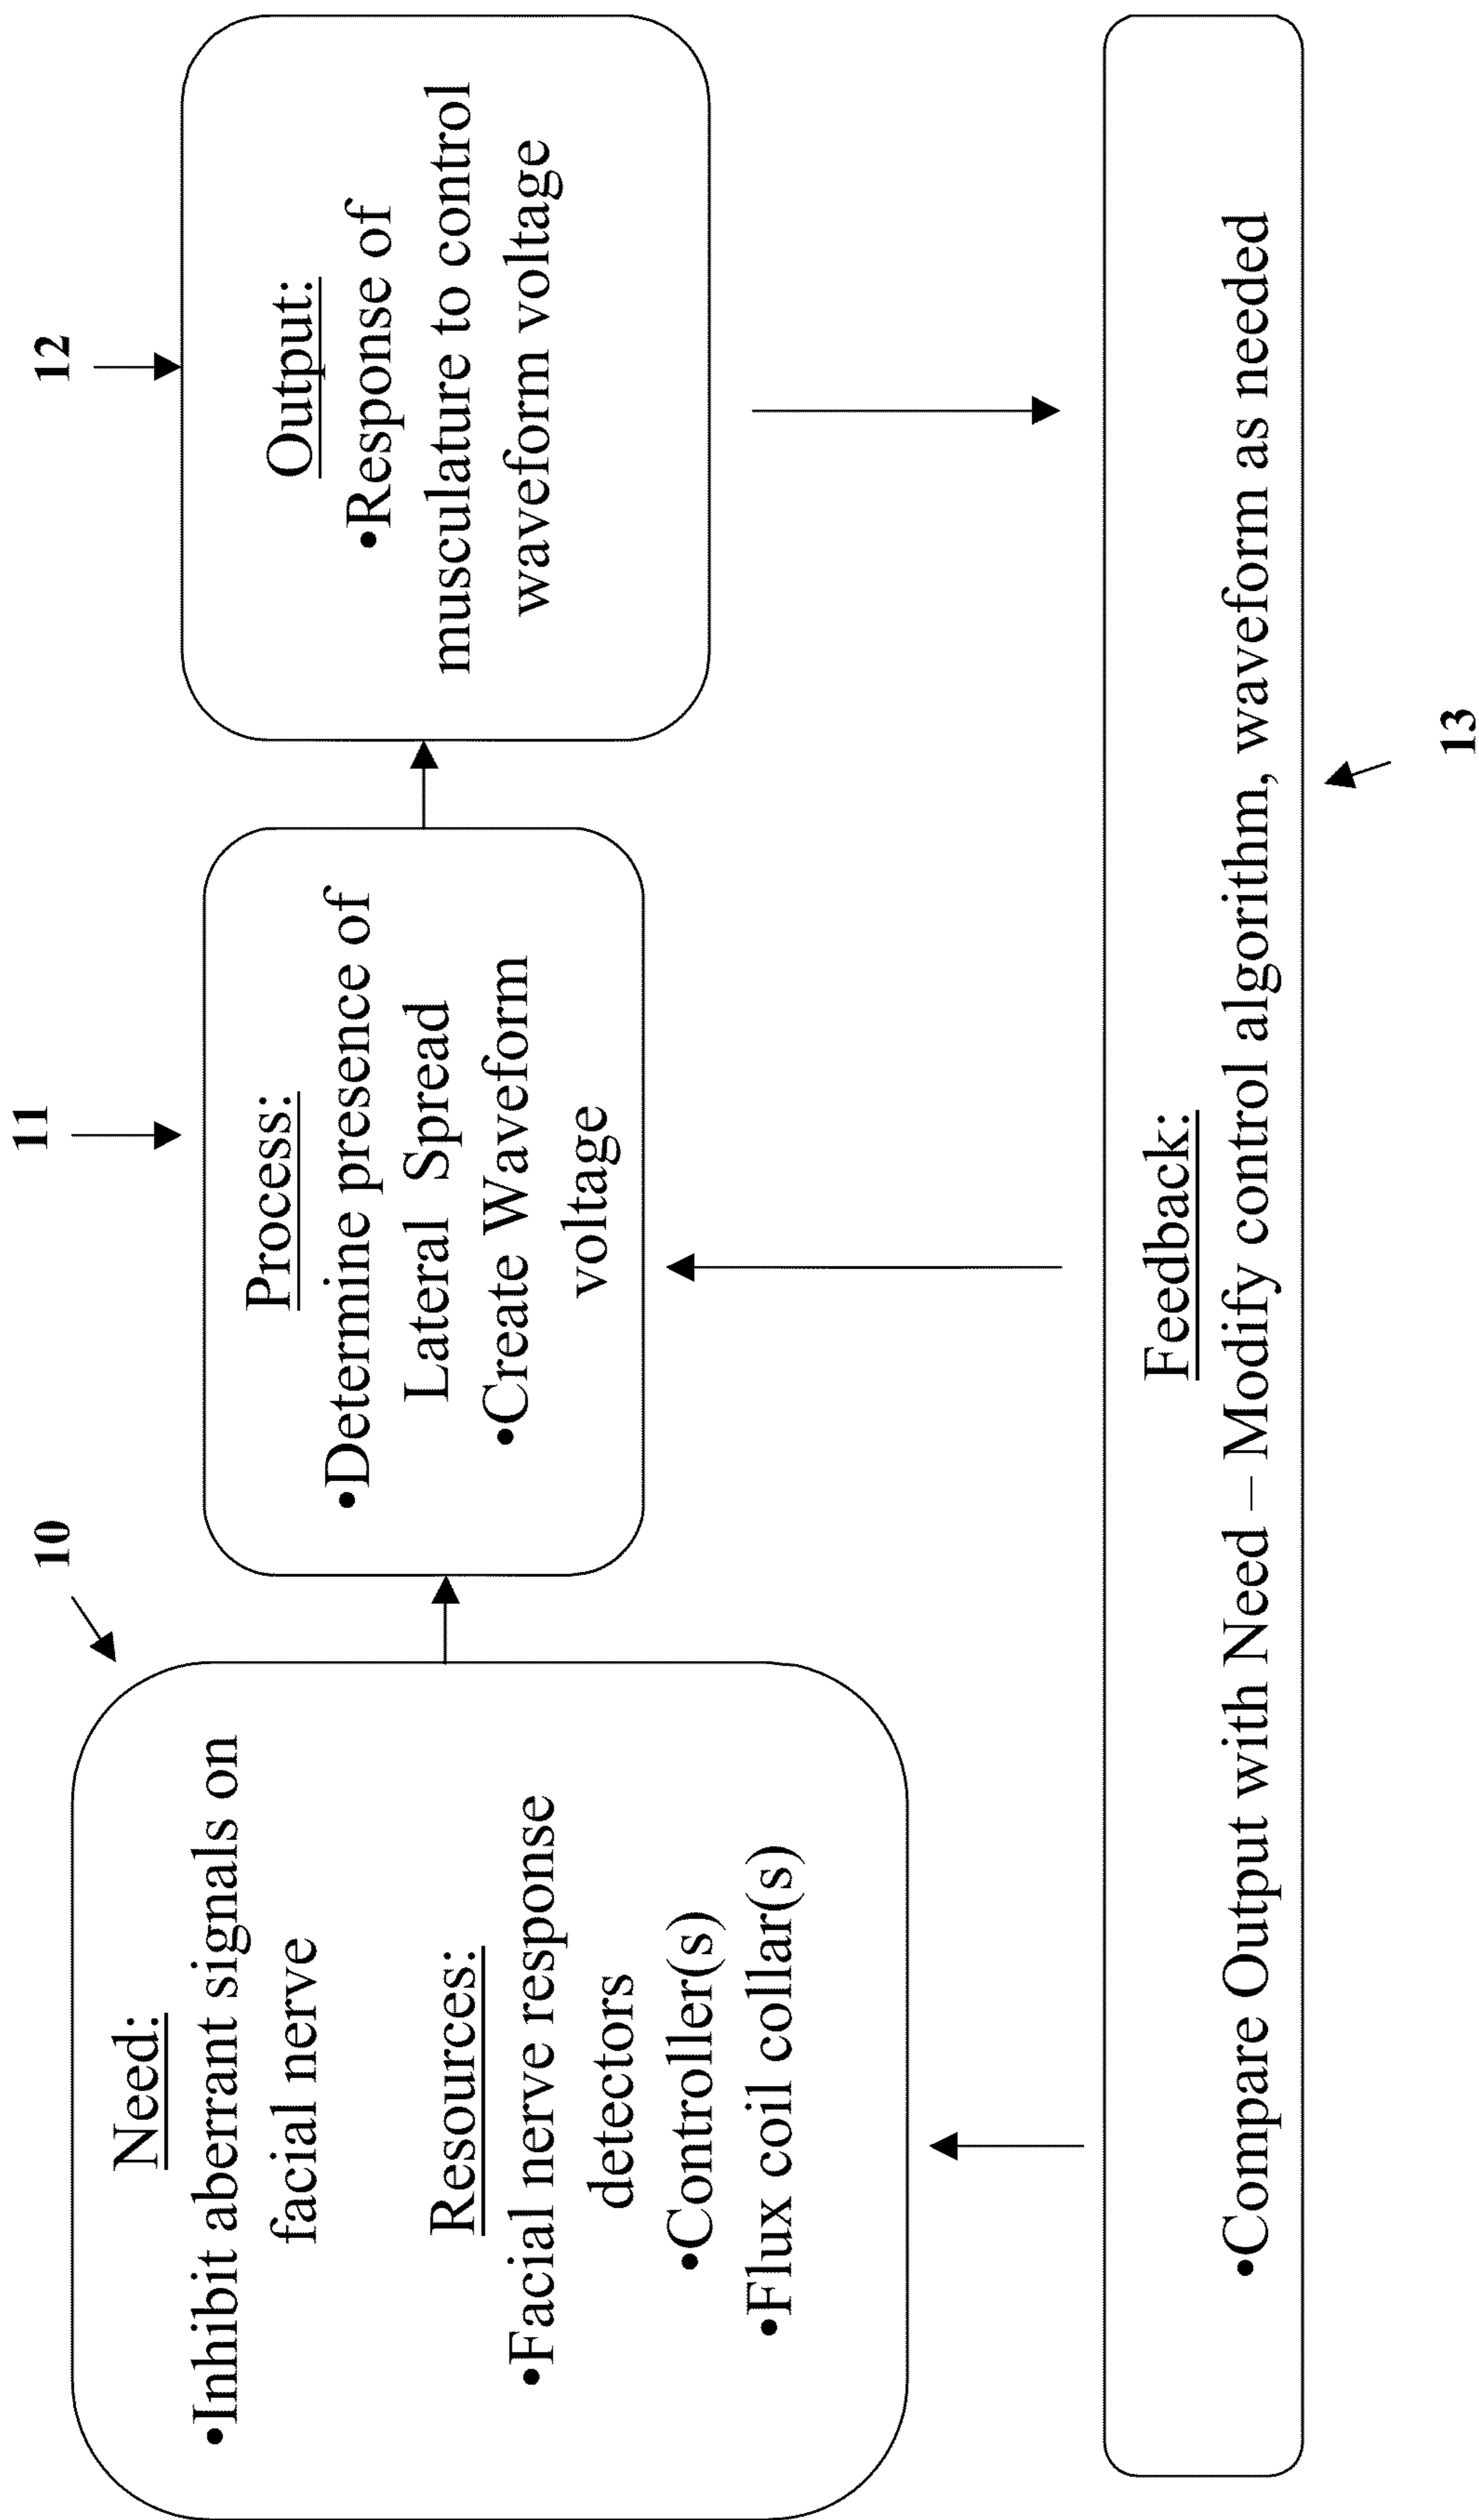 10
Need:
•Inhibit aberrant signals on
facial nerve
Resources:
•Facial nerve response
detectors
•Controller(s)
•Flux coil collar(s)
11
Process:
•Determine presence of
Lateral Spread
•Create Waveform
voltage
12
Output:
•Response of
musculature to control
waveform voltage
Feedback:
•Compare Output with Need – Modify control algorithm, waveform as needed
13